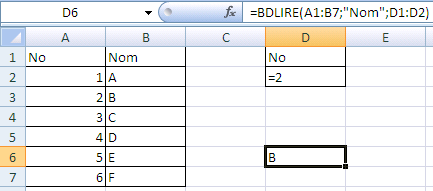 D6 fx =BDLIRE(A1:B7;"Nom";D1:D2)
A B C D E
1 No Nom No
2 1 A =2
3 2 B
4 3 C
5 4 D
6 5 E B
7 6 F